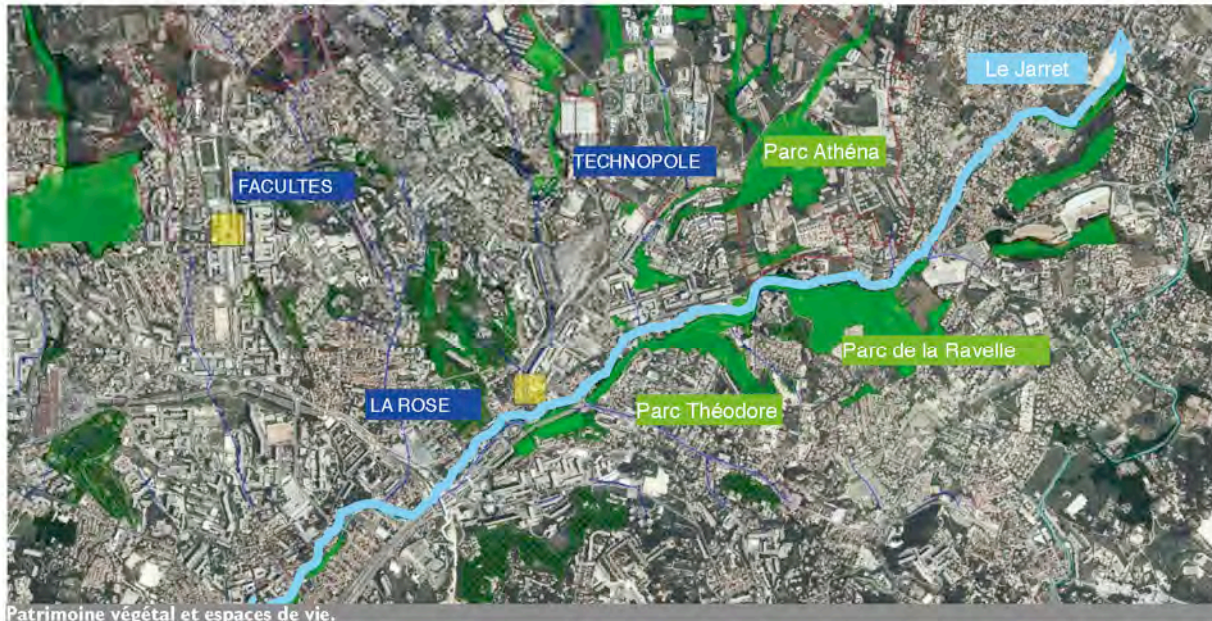 Le Jarret
Parc Athéna
TECHNOPOLE
FACULTES
Parc de la Ravelle
LA ROSE
Parc Théodore
Patrimoine végétal et espaces de vie.